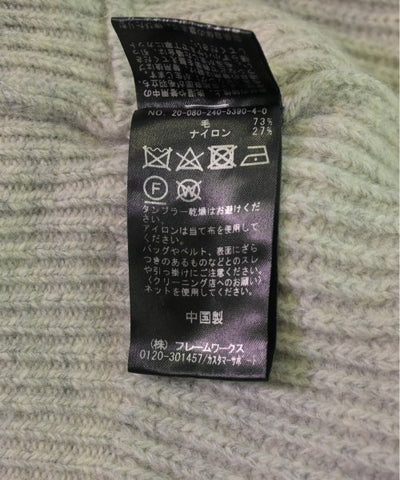 NO. 20-080-240-5390-4-0
毛 73%
ナイロン 27%
F W
タンブラー乾燥はお避けくだ
さい。
アイロンは当て布を使用して
ください。
バッグやベルト、表面にざら
つきのあるものなどとのスレ
や引っ掛けにご注意ください。
〈クリーニング店へのお願い〉
ネットを使用してください。
中国製
(株) フレームワークス
0120-301457/カスタマーサポート